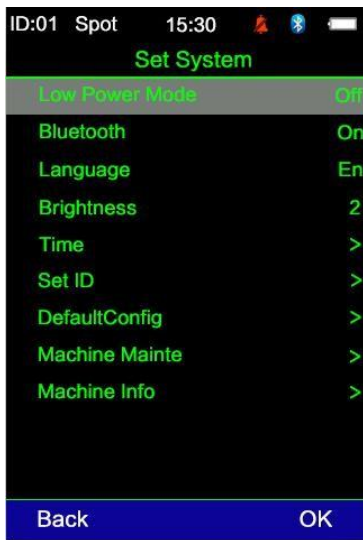 ID:01 Spot 15:30
Set System
Low Power Mode Off
Bluetooth On
Language En
Brightness 2
Time >
Set ID >
DefaultConfig >
Machine Mainte >
Machine Info >
Back OK